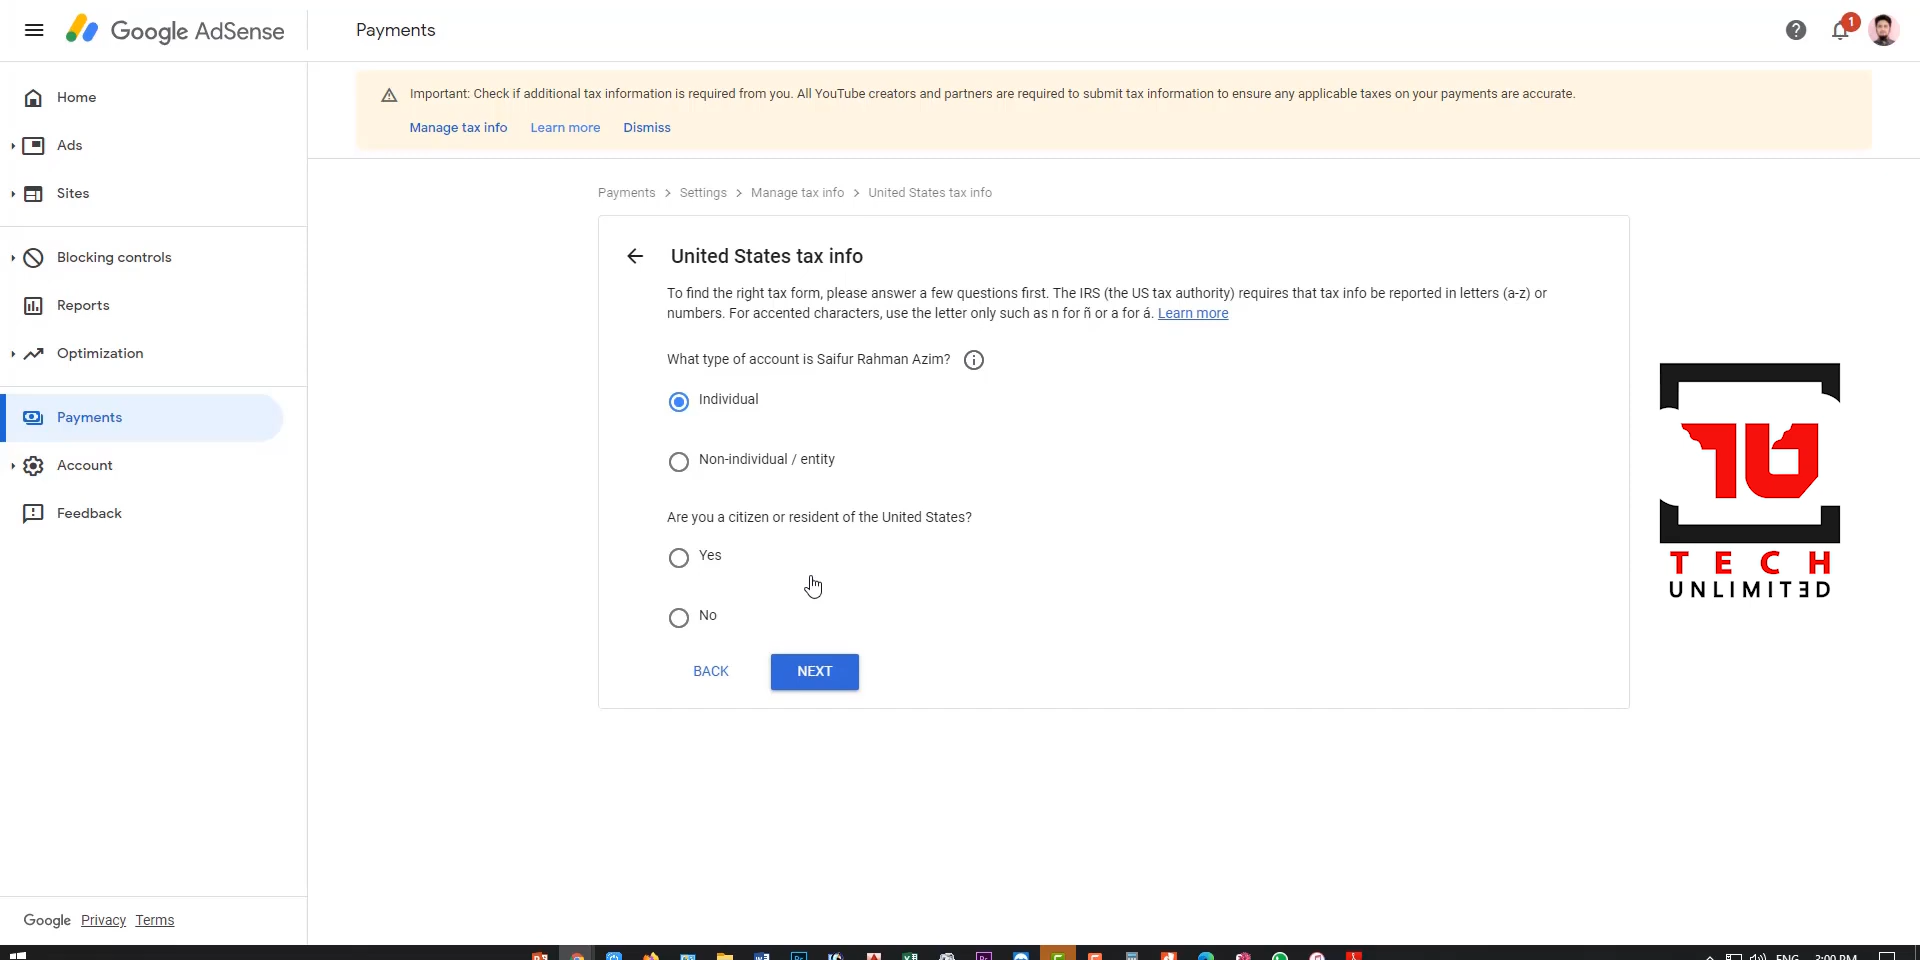 Google AdSense
Payments
1
Home
Ads
Sites
Blocking controls
Reports
Optimization
Payments
Account
Feedback
Important: Check if additional tax information is required from you. All YouTube creators and partners are required to submit tax information to ensure any applicable taxes on your payments are accurate.
Manage tax info Learn more Dismiss
Payments > Settings > Manage tax info > United States tax info
United States tax info
To find the right tax form, please answer a few questions first. The IRS (the US tax authority) requires that tax info be reported in letters (a-z) or
numbers. For accented characters, use the letter only such as n for ñ or a for á. Learn more
What type of account is Saifur Rahman Azim?
Individual
Non-individual / entity
Are you a citizen or resident of the United States?
Yes
No
BACK NEXT
TECH
UNLIMITED
Google Privacy Terms
ENG 3:00 PM